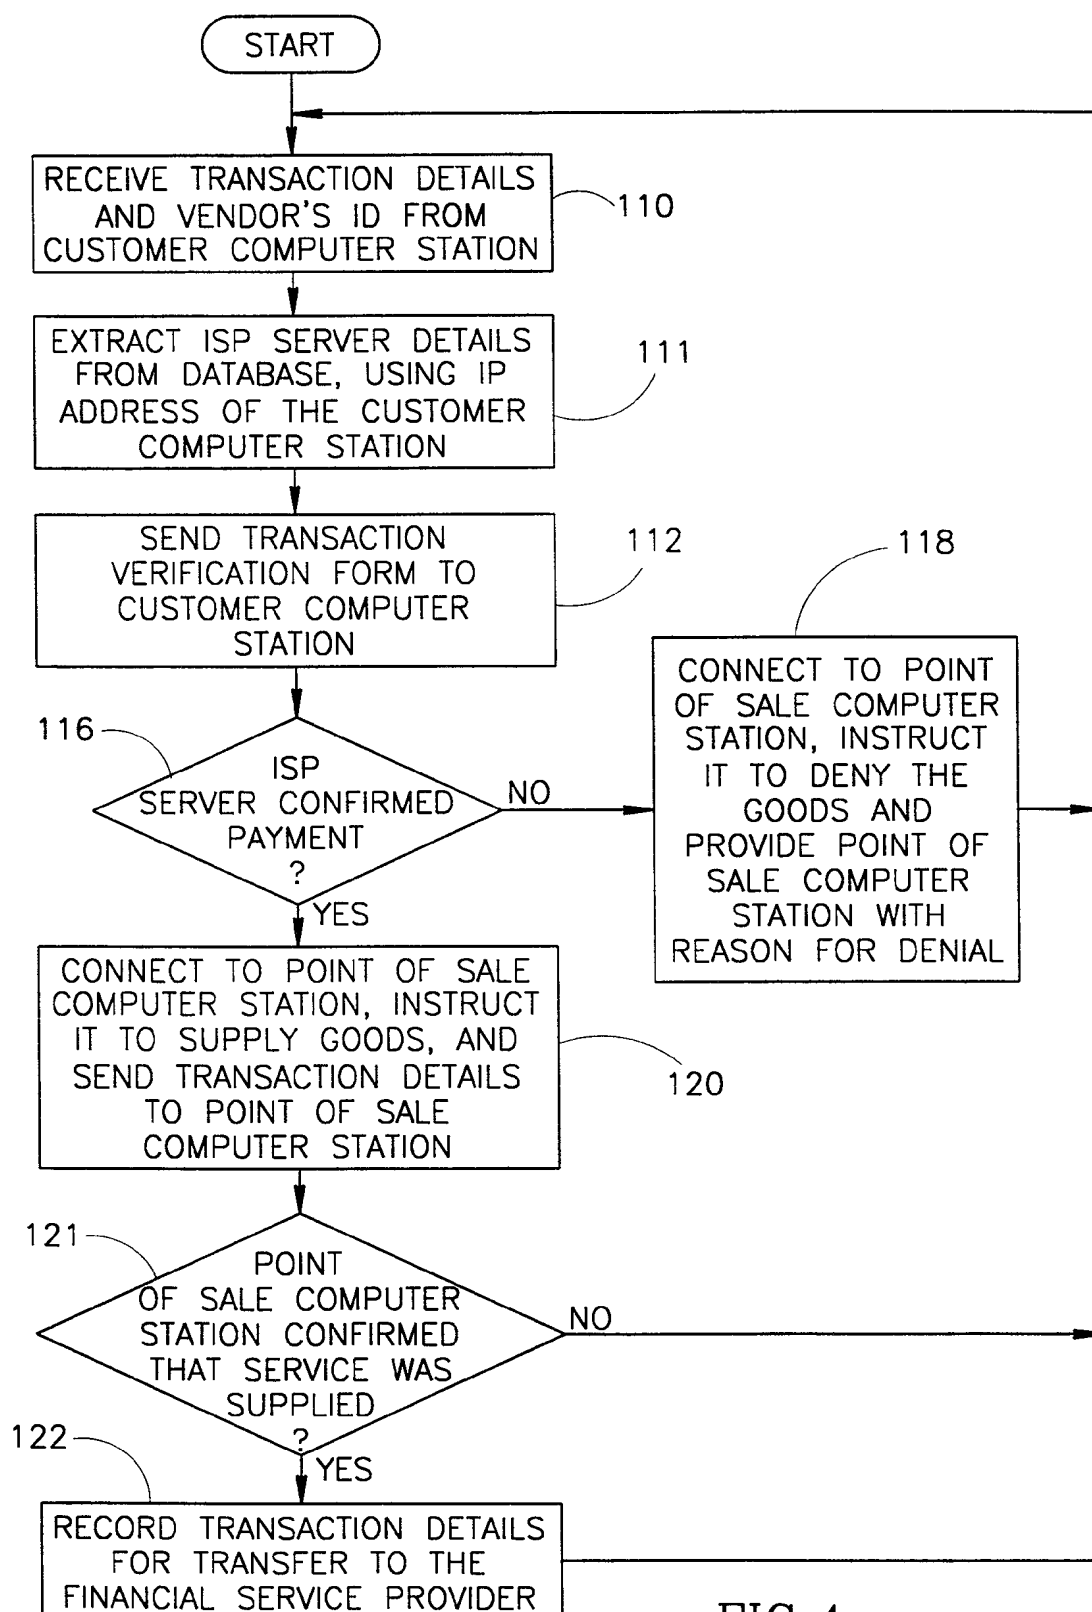 START
RECEIVE TRANSACTION DETAILS
AND VENDOR'S ID FROM
CUSTOMER COMPUTER STATION
110
EXTRACT ISP SERVER DETAILS
FROM DATABASE, USING IP
ADDRESS OF THE CUSTOMER
COMPUTER STATION
111
SEND TRANSACTION
VERIFICATION FORM TO
CUSTOMER COMPUTER
STATION
112
116
ISP
SERVER CONFIRMED
PAYMENT
?
NO
YES
118
CONNECT TO POINT
OF SALE COMPUTER
STATION, INSTRUCT
IT TO DENY THE
GOODS AND
PROVIDE POINT OF
SALE COMPUTER
STATION WITH
REASON FOR DENIAL
CONNECT TO POINT OF SALE
COMPUTER STATION, INSTRUCT
IT TO SUPPLY GOODS, AND
SEND TRANSACTION DETAILS
TO POINT OF SALE
COMPUTER STATION
120
121
POINT
OF SALE COMPUTER
STATION CONFIRMED
THAT SERVICE WAS
SUPPLIED
?
NO
YES
122
RECORD TRANSACTION DETAILS
FOR TRANSFER TO THE
FINANCIAL SERVICE PROVIDER